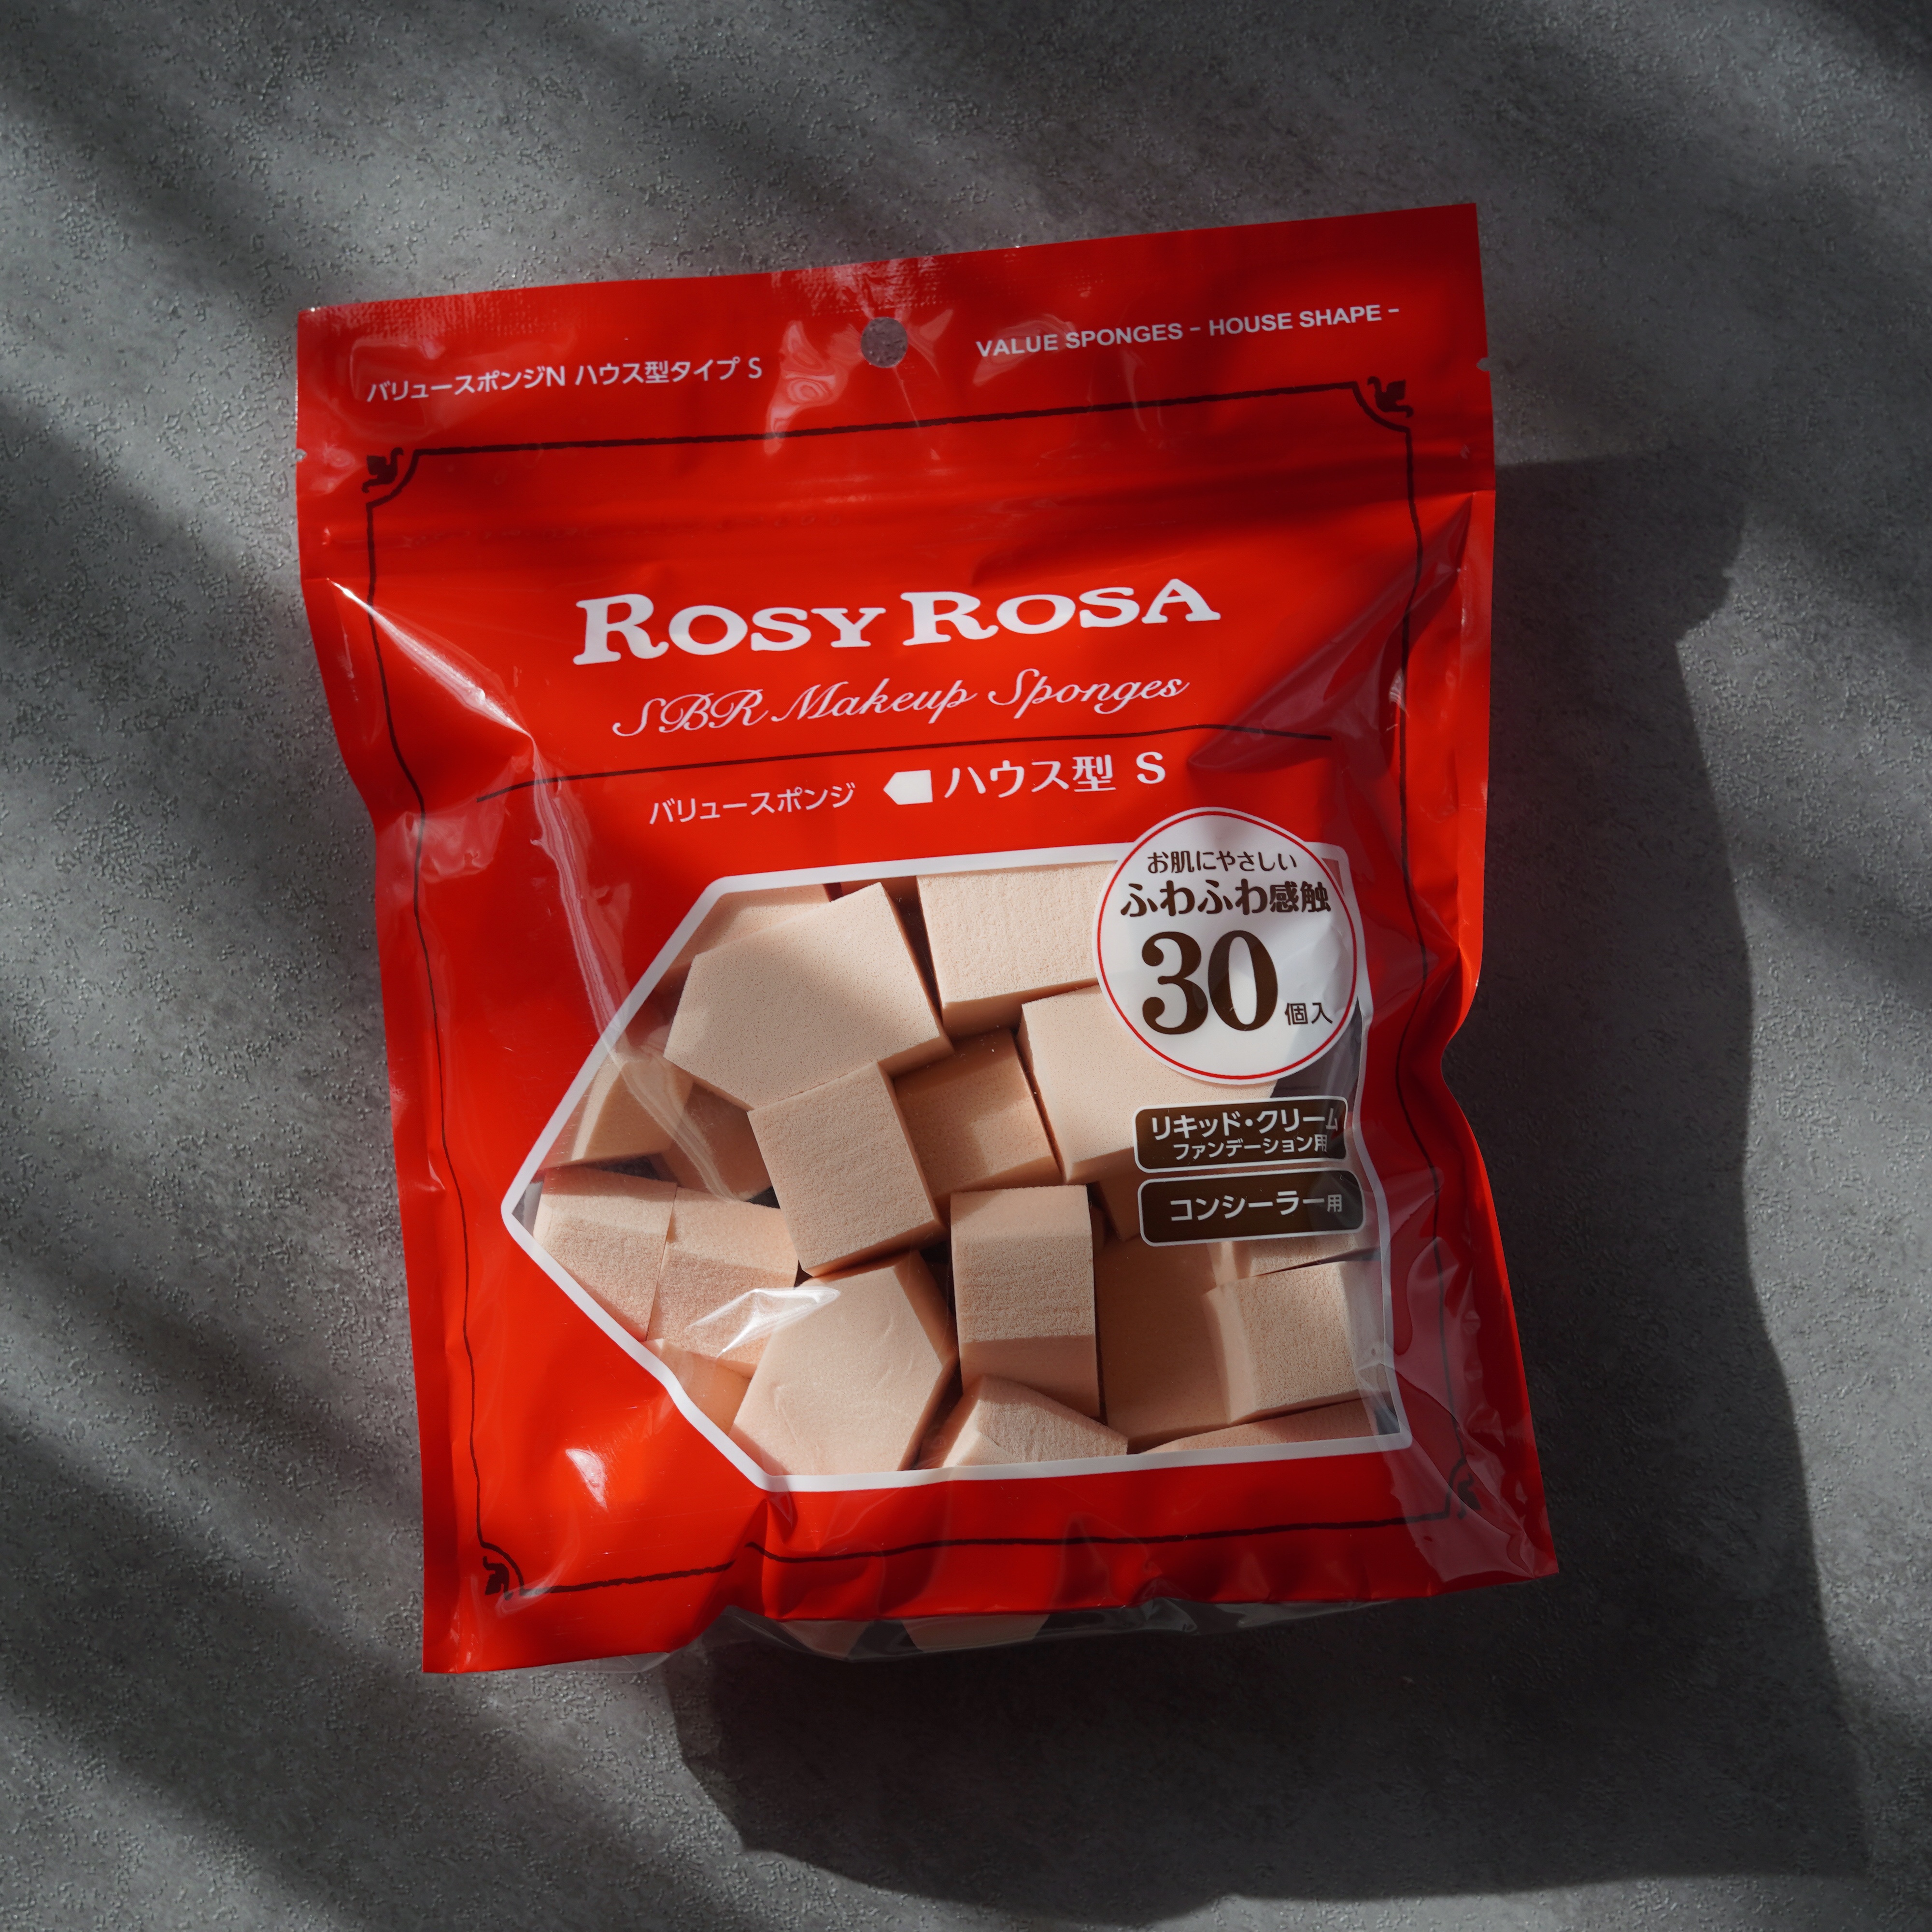 バリュースポンジN ハウス型タイプ S
VALUE SPONGES - HOUSE SHAPE -
ROSY ROSA
SBR Makeup Sponges
バリュースポンジ ハウス型 S
お肌にやさしい
ふわふわ感触
30個入
リキッド・クリーム
ファンデーション用
コンシーラー用